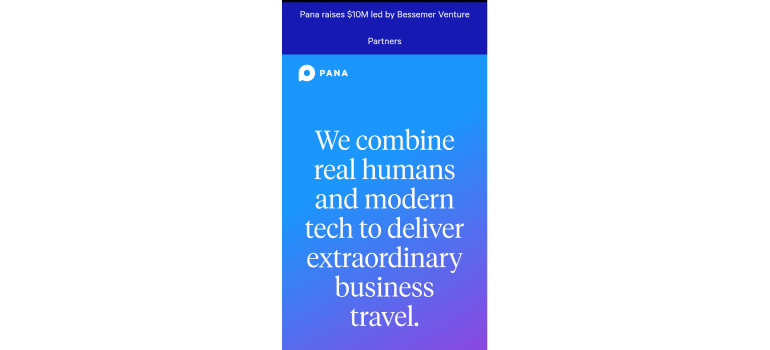 Pana raises $10M led by Bessemer Venture
Partners
PANA
We combine
real humans
and modern
tech to deliver
extraordinary
business
travel.